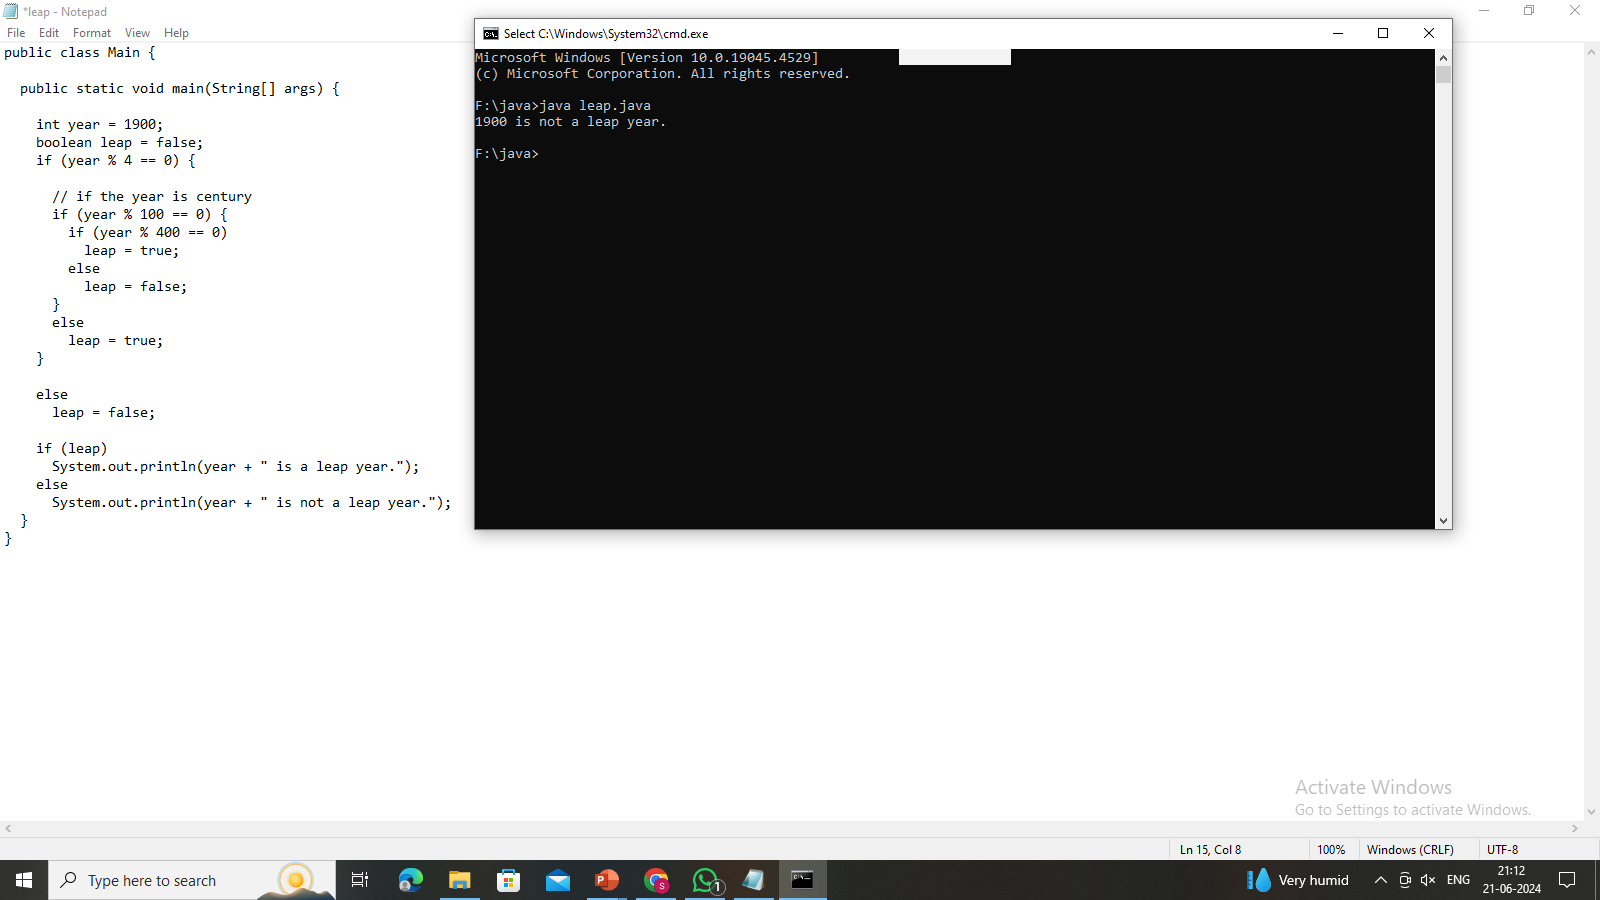 *leap - Notepad
File Edit Format View Help
public class Main {
public static void main(String[] args) {
int year = 1900;
boolean leap = false;
if (year % 4 == 0) {
// if the year is century
if (year % 100 == 0) {
if (year % 400 == 0)
leap = true;
else
leap = false;
}
else
leap = true;
}
else
leap = false;
if (leap)
System.out.println(year + " is a leap year.");
else
System.out.println(year + " is not a leap year.");
}
}
Select C:\Windows\System32\cmd.exe
Microsoft Windows [Version 10.0.19045.4529]
(c) Microsoft Corporation. All rights reserved.
F:\java>java leap.java
1900 is not a leap year.
F:\java>
Activate Windows
Go to Settings to activate Windows.
Ln 15, Col 8 100% Windows (CRLF) UTF-8
Type here to search
P
S
1
Very humid
ENG
21:12
21-06-2024